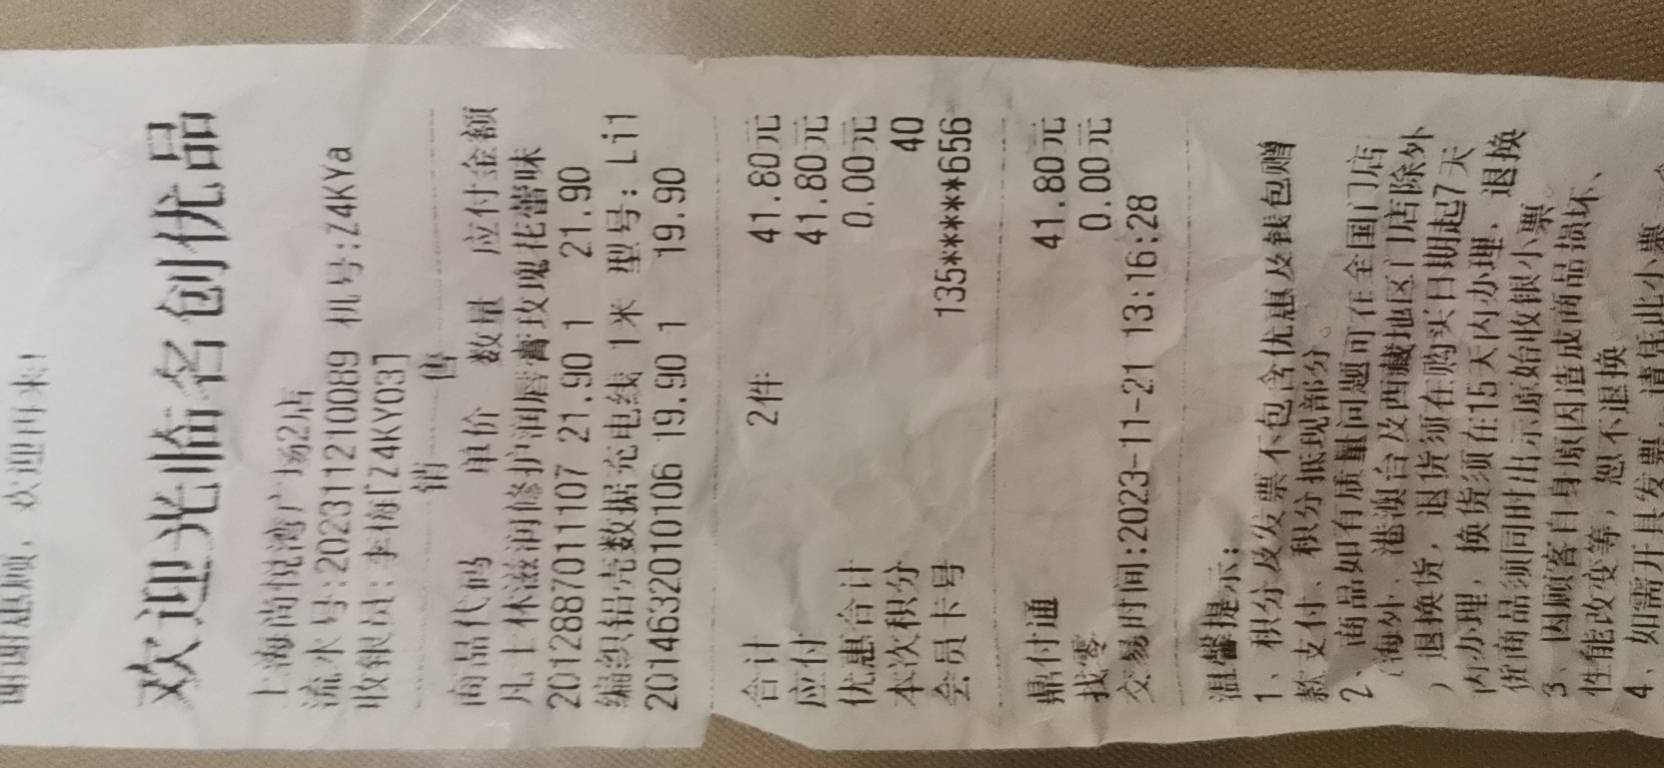 谢谢惠顾，欢迎再来!
欢迎光临名创优品
上海尚悦湾广场2店
流水号:202311210089 机号:Z4KYa
收银员:李梅[Z4KY03]
销 售
商品代码 单价 数量 应付金额
凡士林滋润修护润唇膏玫瑰花蕾味
2012887011107 21.90 1 21.90
编织铝壳数据充电线 1米 型号:Li1
2014632010106 19.90 1 19.90
合计 2件 41.80元
应付 41.80元
优惠合计 0.00元
本次积分 40
会员卡号 135*****656
鼎付通 41.80元
找零 0.00元
交易时间:2023-11-21 13:16:28
温馨提示:
1、积分及发票不包含优惠及钱包赠
款支付、积分抵现部分。
2、商品如有质量问题可在全国门店
(海外、港澳台及西藏地区门店除外
)退换货，退货须在购买日期起7天
内办理，换货须在15天内办理，退换
货商品须同时出示原始收银小票
3、因顾客自身原因造成商品损坏、
性能改变等，恕不退换
4、如需开具发票，请凭此小票